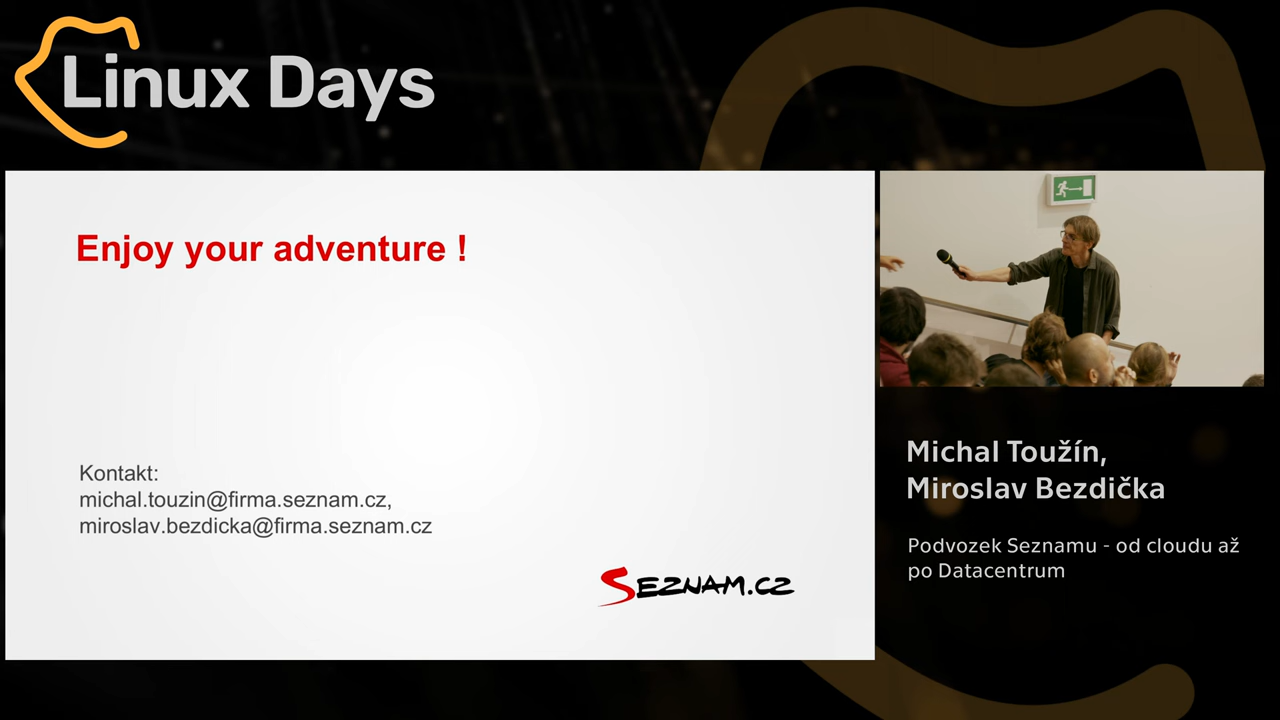 Linux Days
Enjoy your adventure !
Kontakt:
michal.touzin@firma.seznam.cz,
miroslav.bezdicka@firma.seznam.cz
SEZNAM.CZ
Michal Toužín,
Miroslav Bezdička
Podvozek Seznamu - od cloudu až
po Datacentrum